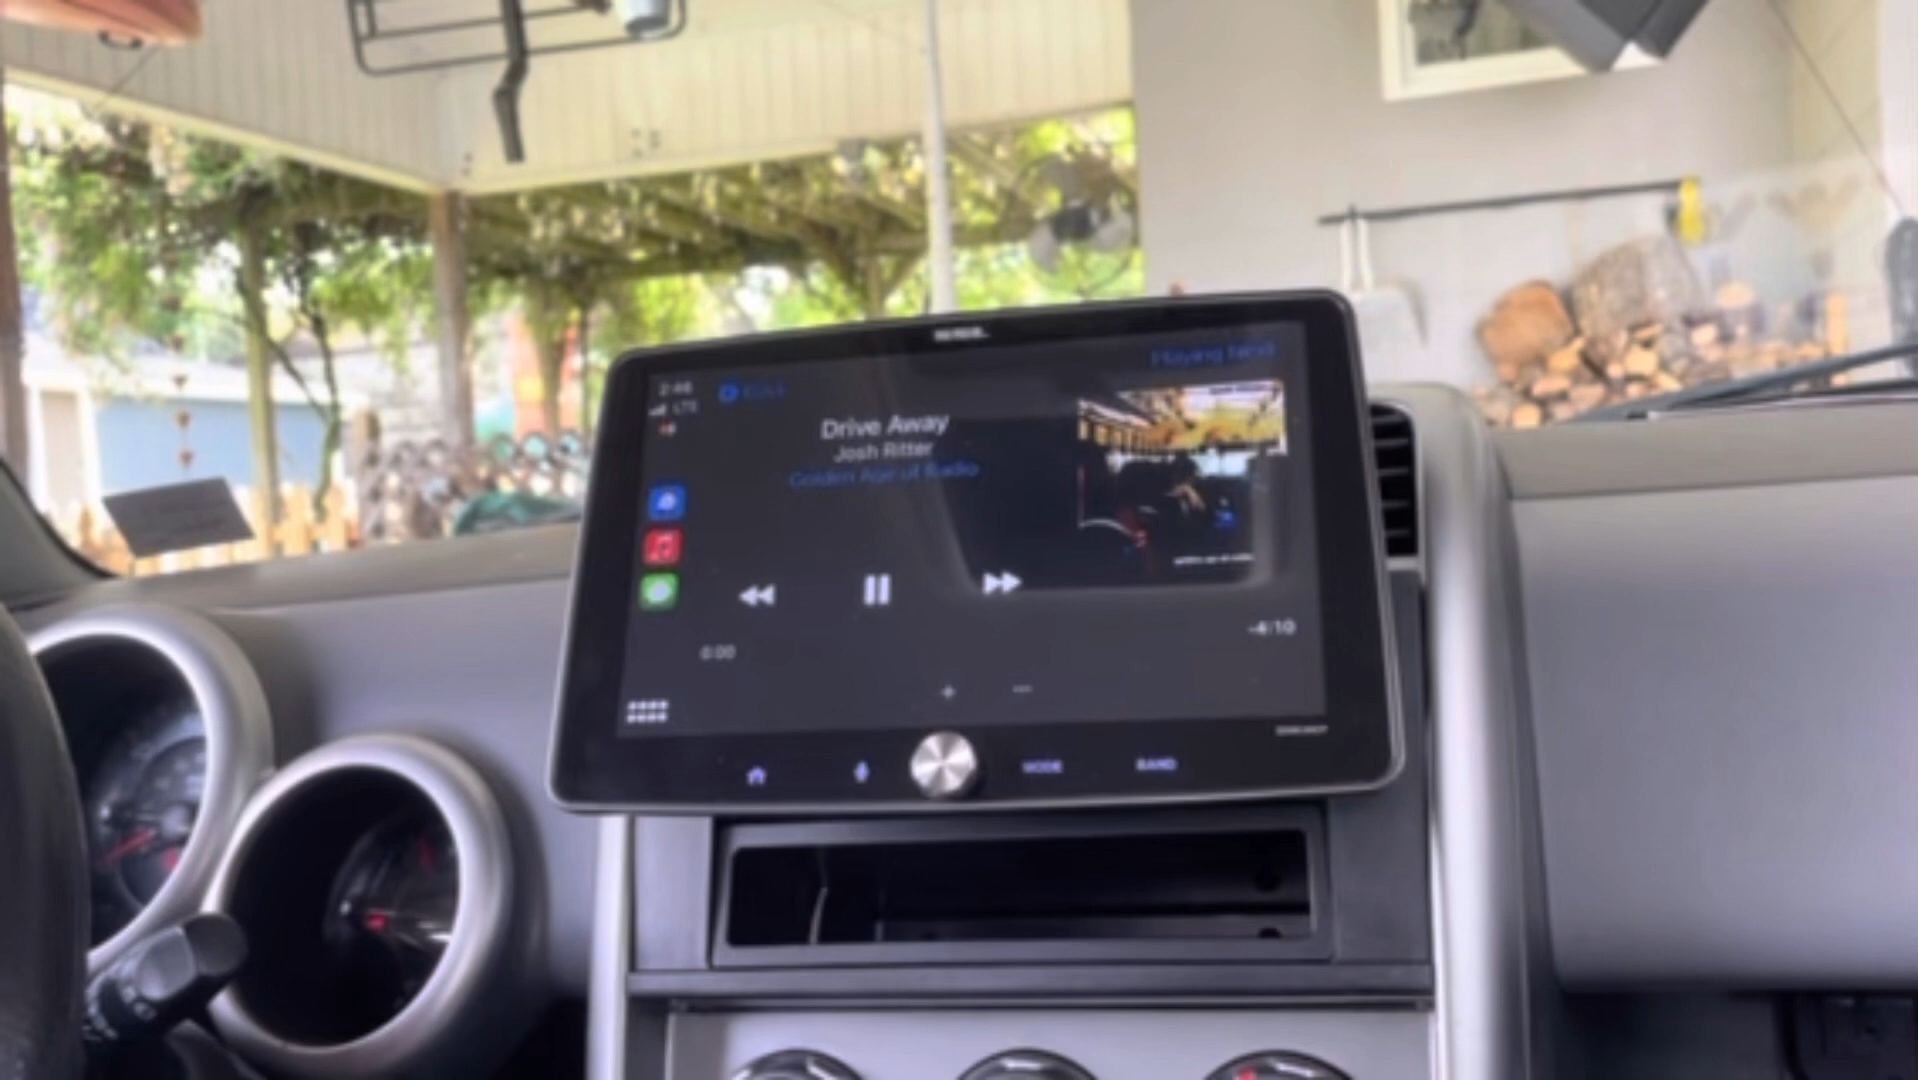 Playing Next
2:46
LTE
Drive Away
Josh Ritter
Golden Age of Radio
-4:10
0:00
MODE
BAND